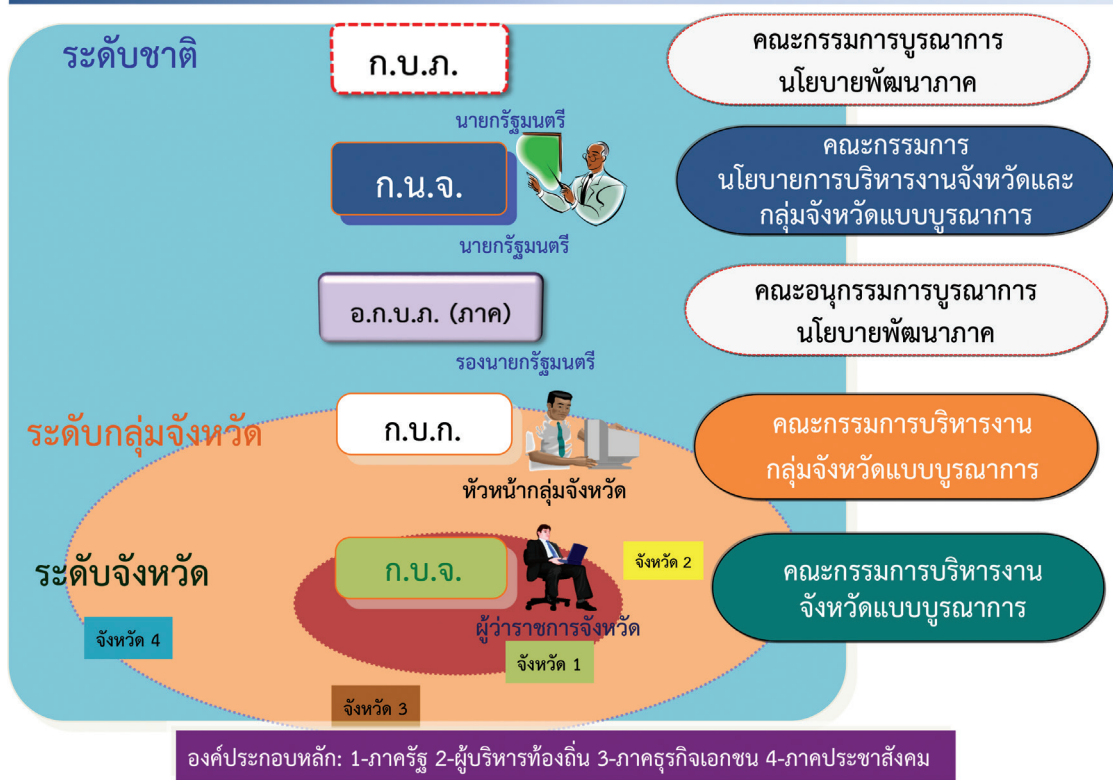 ระดับชาติ
ก.บ.ภ.
คณะกรรมการบูรณาการ
นโยบายพัฒนาภาค
นายกรัฐมนตรี
ก.น.จ.
คณะกรรมการ
นโยบายการบริหารงานจังหวัดและ
กลุ่มจังหวัดแบบบูรณาการ
นายกรัฐมนตรี
อ.ก.บ.ภ. (ภาค)
คณะอนุกรรมการบูรณาการ
นโยบายพัฒนาภาค
รองนายกรัฐมนตรี
ระดับกลุ่มจังหวัด
ก.บ.ก.
คณะกรรมการบริหารงาน
กลุ่มจังหวัดแบบบูรณาการ
หัวหน้ากลุ่มจังหวัด
ระดับจังหวัด
ก.บ.จ.
จังหวัด 2
คณะกรรมการบริหารงาน
จังหวัดแบบบูรณาการ
ผู้ว่าราชการจังหวัด
จังหวัด 4
จังหวัด 1
จังหวัด 3
องค์ประกอบหลัก: 1-ภาครัฐ 2-ผู้บริหารท้องถิ่น 3-ภาคธุรกิจเอกชน 4-ภาคประชาสังคม